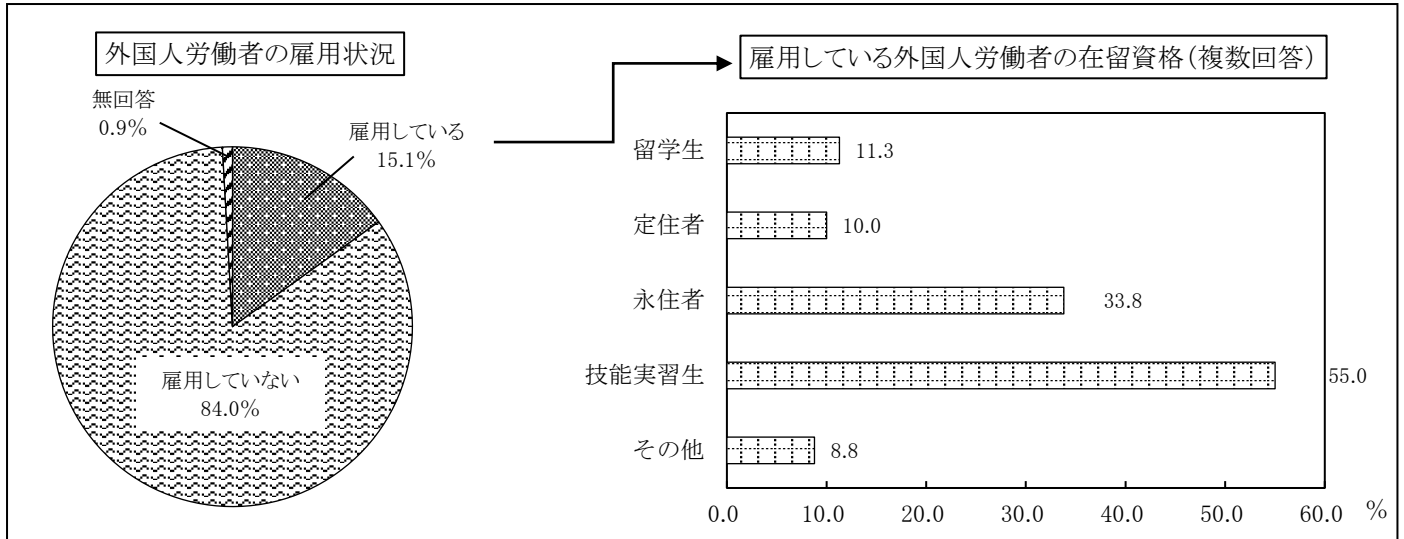 外国人労働者の雇用状況
無回答
0.9%
雇用している
15.1%
雇用していない
84.0%
雇用している外国人労働者の在留資格(複数回答)
留学生
11.3
定住者
10.0
永住者
33.8
技能実習生
55.0
その他
8.8
0.0 10.0 20.0 30.0 40.0 50.0 60.0 %